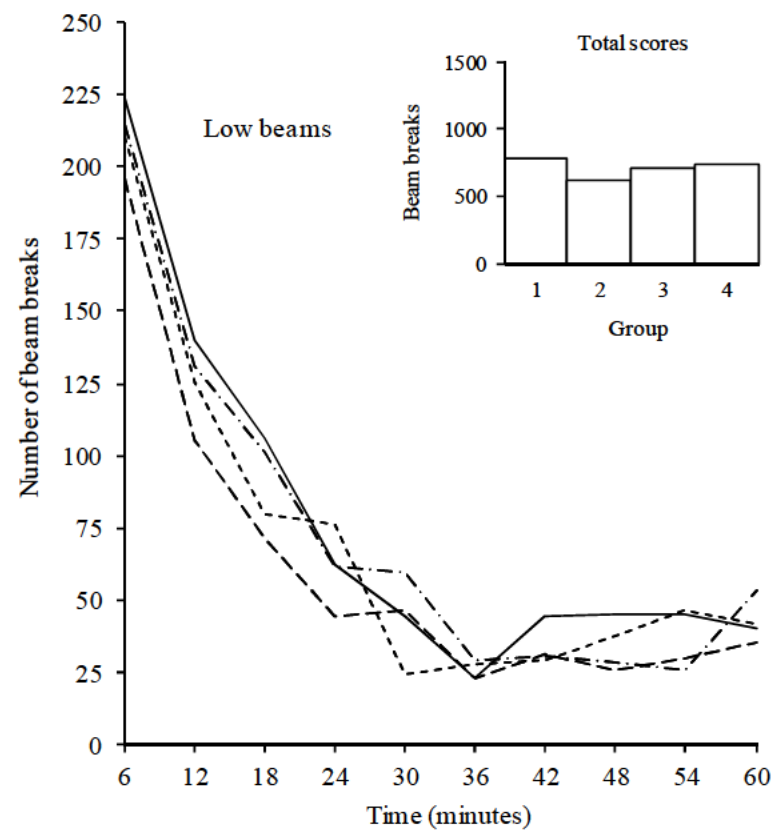 250
225
200
175
150
125
100
75
50
25
0
Number of beam breaks
Low beams
6 12 18 24 30 36 42 48 54 60
Time (minutes)
Total scores
1500
1000
500
0
Beam breaks
1 2 3 4
Group